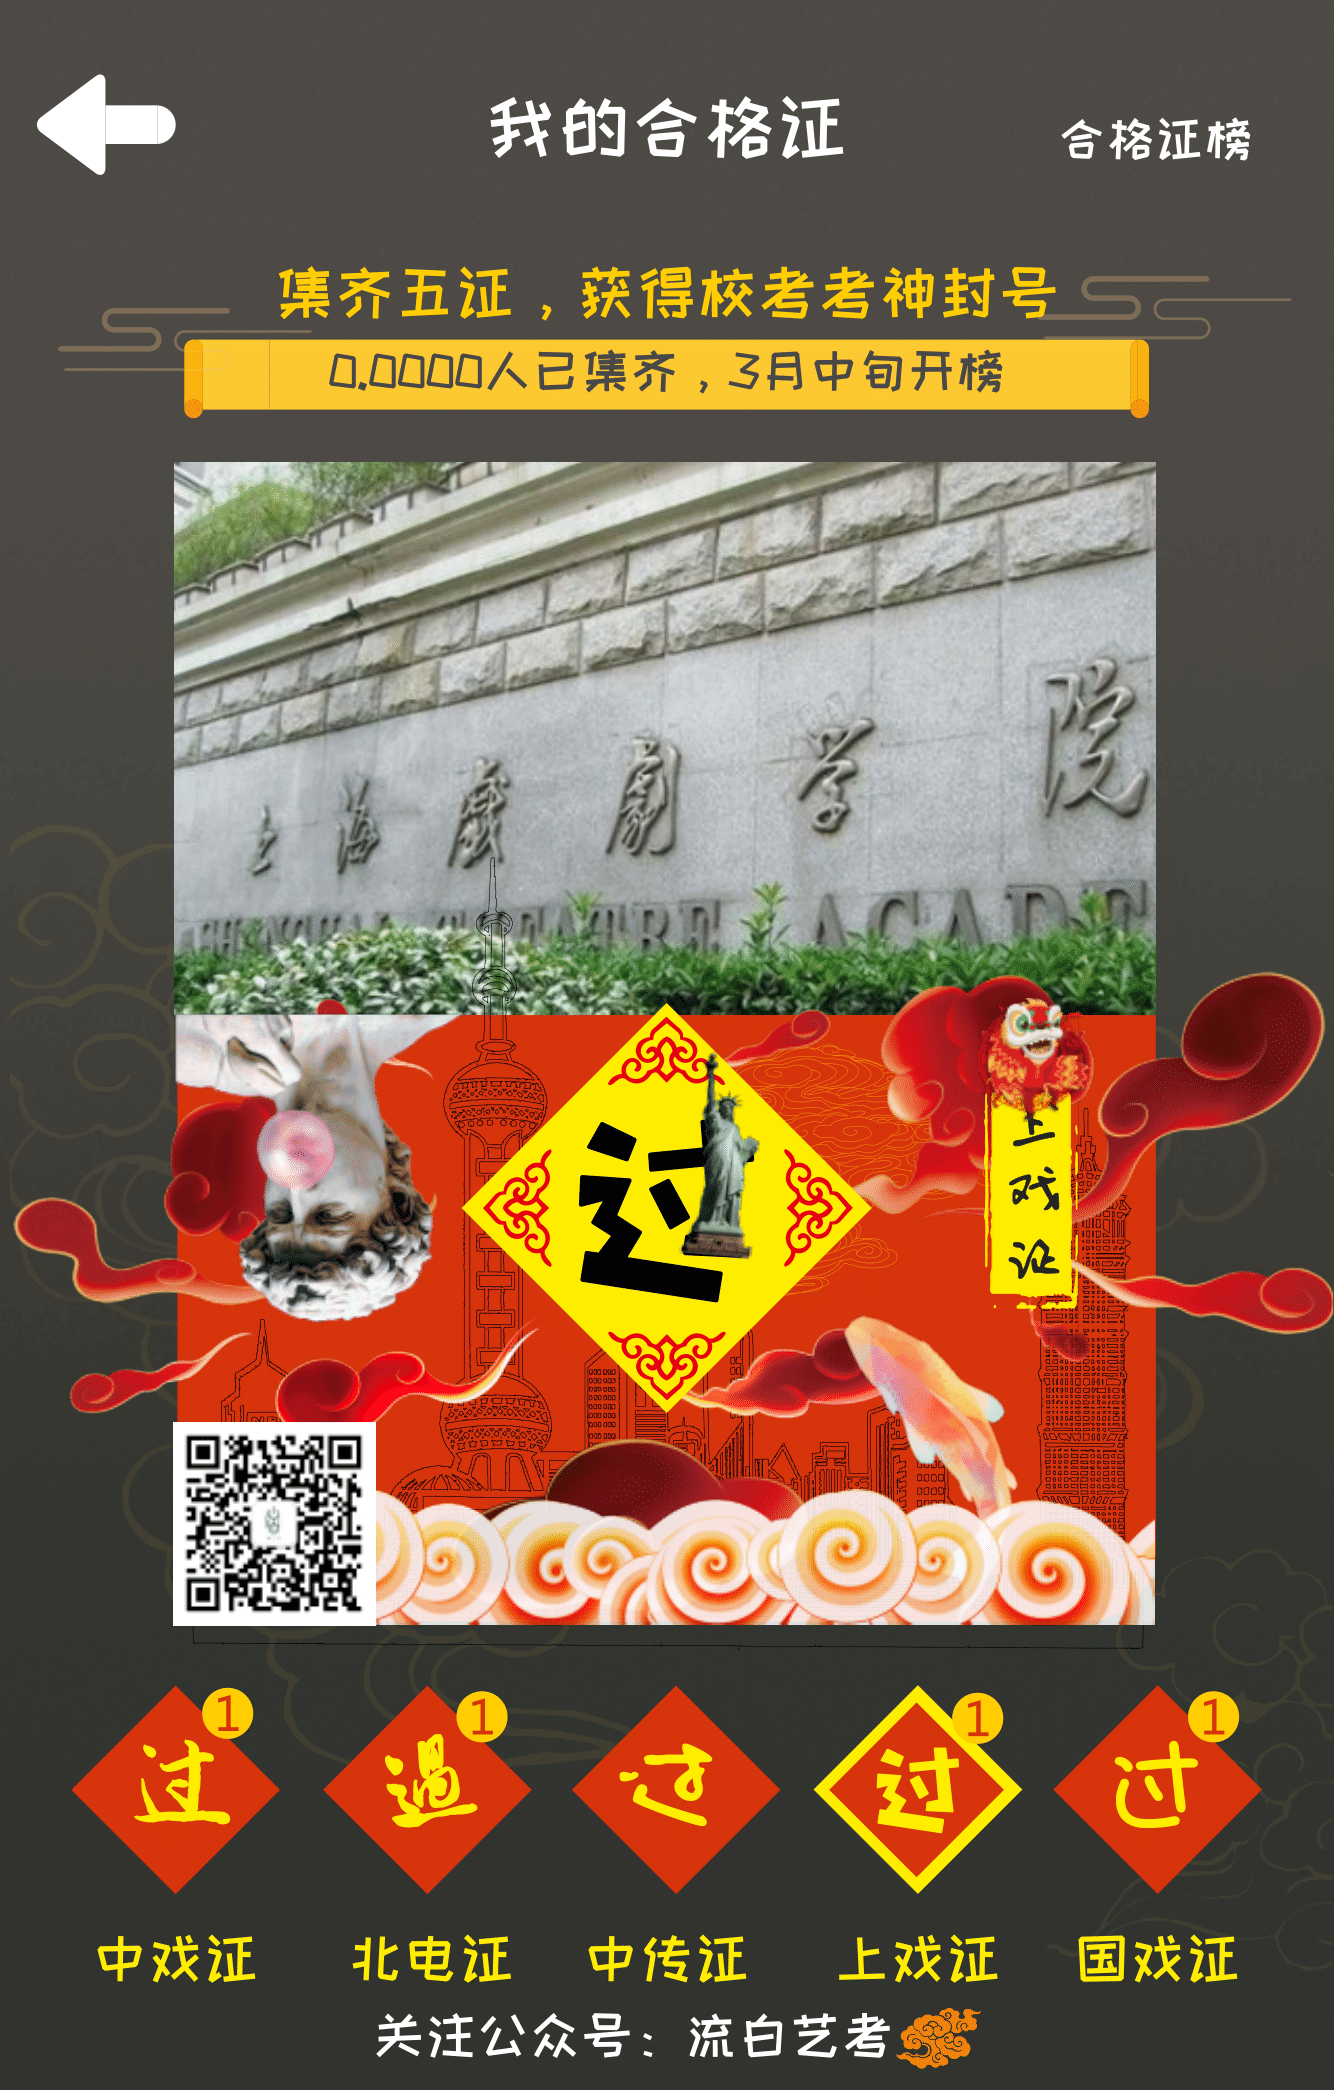 我的合格证
合格证榜
集齐五证，获得校考考神封号
0.0000人已集齐，3月中旬开榜
上海戏剧学院
THEATRE ACADE
过
上戏证
1
1
1
1
过
過
过
过
过
中戏证
北电证
中传证
上戏证
国戏证
关注公众号：流白艺考